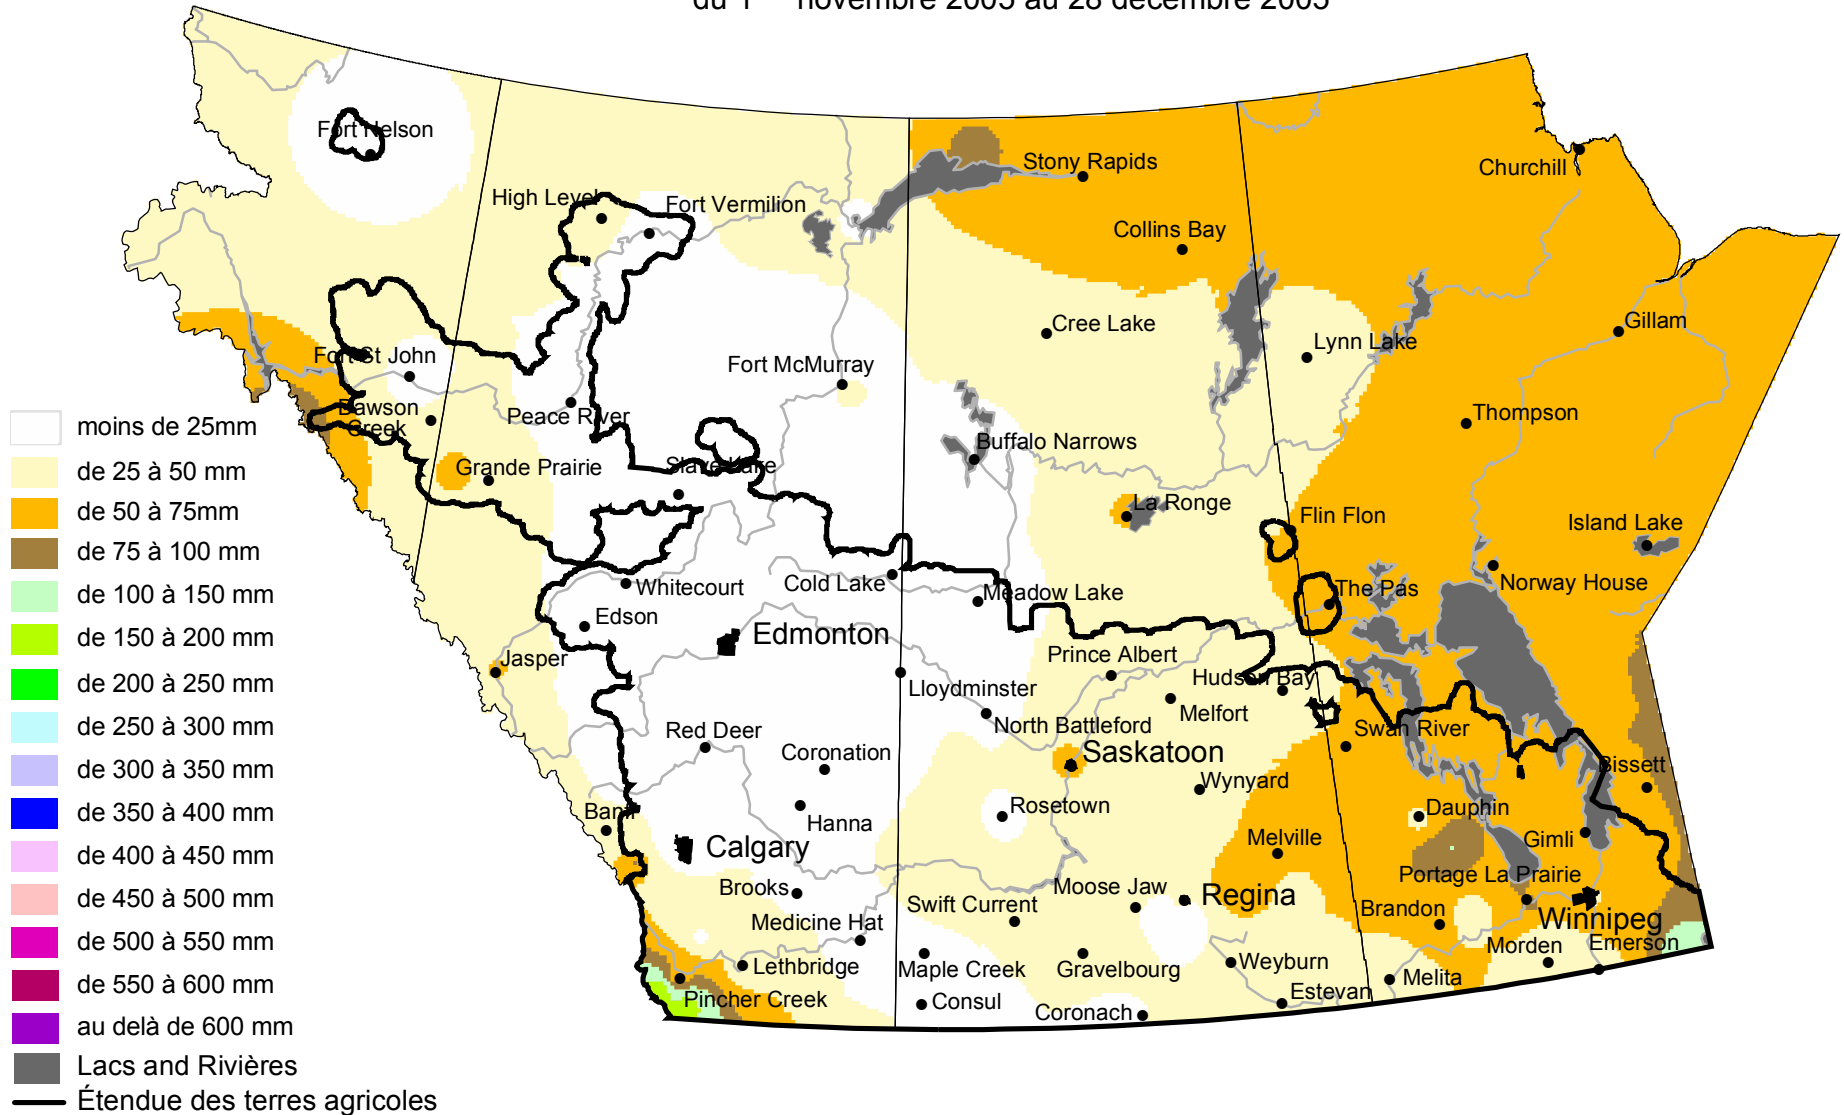 du 1 novembre 2005 au 28 décembre 2005
Fort Nelson
Churchill
Stony Rapids
High Level
Fort Vermilion
Collins Bay
Gillam
Cree Lake
Lynn Lake
Fort St John
Fort McMurray
Dawson
Creek
Peace River
Thompson
Buffalo Narrows
Grande Prairie
Slave Lake
La Ronge
Flin Flon
Island Lake
Whitecourt
Cold Lake
Meadow Lake
The Pas
Norway House
Edson
Edmonton
Jasper
Prince Albert
Hudson Bay
Lloydminster
Melfort
North Battleford
Red Deer
Swan River
Coronation
Saskatoon
Bissett
Wynyard
Banff
Hanna
Rosetown
Dauphin
Calgary
Melville
Gimli
Portage La Prairie
Brooks
Moose Jaw
Regina
Swift Current
Brandon
Winnipeg
Medicine Hat
Morden
Emerson
Lethbridge
Maple Creek
Gravelbourg
Weyburn
Melita
Pincher Creek
Consul
Estevan
Coronach
moins de 25mm
de 25 à 50 mm
de 50 à 75mm
de 75 à 100 mm
de 100 à 150 mm
de 150 à 200 mm
de 200 à 250 mm
de 250 à 300 mm
de 300 à 350 mm
de 350 à 400 mm
de 400 à 450 mm
de 450 à 500 mm
de 500 à 550 mm
de 550 à 600 mm
au delà de 600 mm
Lacs and Rivières
Étendue des terres agricoles